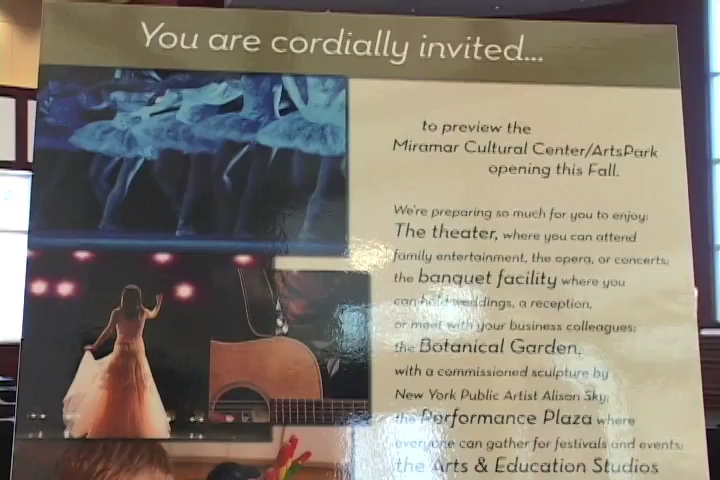 You are cordially invited...
to preview the
Miramar Cultural Center/ArtsPark
opening this Fall.
We're preparing so much for you to enjoy:
The theater, where you can attend
family entertainment, the opera, or concerts;
the banquet facility where you
can hold weddings, a reception,
or meet with your business colleagues;
the Botanical Garden,
with a commissioned sculpture by
New York Public Artist Alison Sky;
the Performance Plaza where
everyone can gather for festivals and events;
the Arts & Education Studios